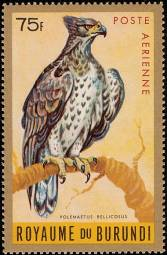 75F
POSTE
AERIENNE
POLEMAETUS BELLICOSUS
ROYAUME DU BURUNDI